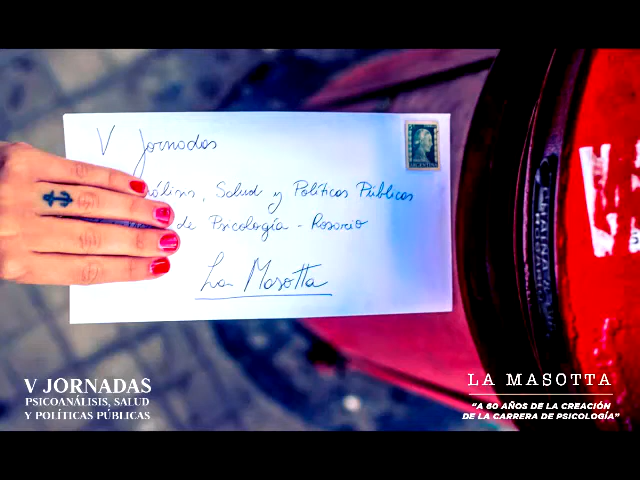 V Jornadas
álisis, Salud y Políticas Públicas
de Psicología - Rosario
La Masotta
V JORNADAS
PSICOANÁLISIS, SALUD
Y POLÍTICAS PÚBLICAS
LA MASOTTA
"A 60 AÑOS DE LA CREACIÓN
DE LA CARRERA DE PSICOLOGÍA"